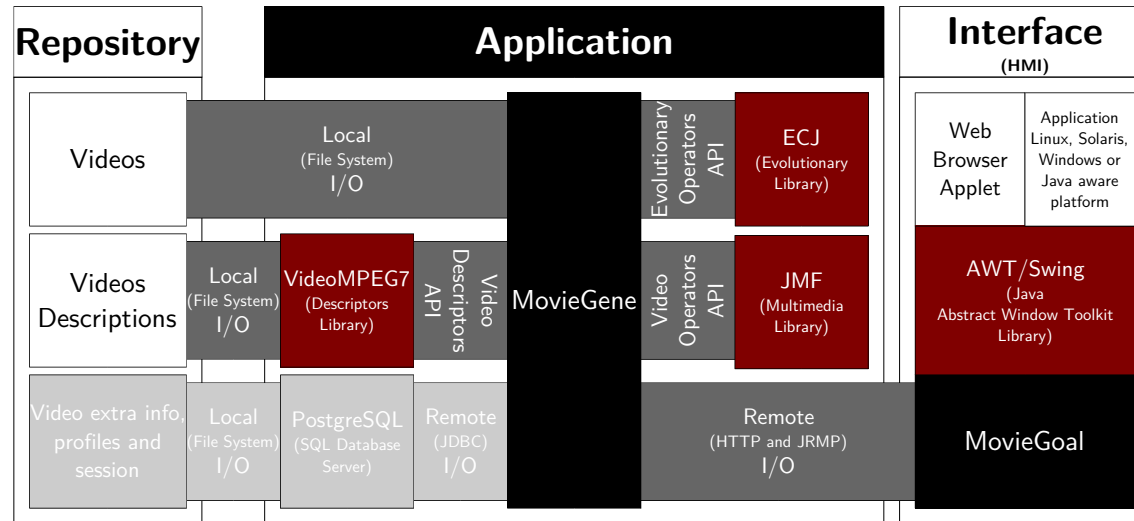 Repository
Application
Interface
(HMI)
Videos
Local
(File System)
I/O
Evolutionary
Operators
API
ECJ
(Evolutionary
Library)
Web
Browser
Applet
Application
Linux, Solaris,
Windows or
Java aware
platform
Videos
Descriptions
Local
(File System)
I/O
VideoMPEG7
(Descriptors
Library)
Video
Descriptors
API
MovieGene
Video
Operators
API
JMF
(Multimedia
Library)
AWT/Swing
(Java
Abstract Window Toolkit
Library)
Video extra info,
profiles and
session
Local
(File System)
I/O
PostgreSQL
(SQL Database
Server)
Remote
(JDBC)
I/O
Remote
(HTTP and JRMP)
I/O
MovieGoal